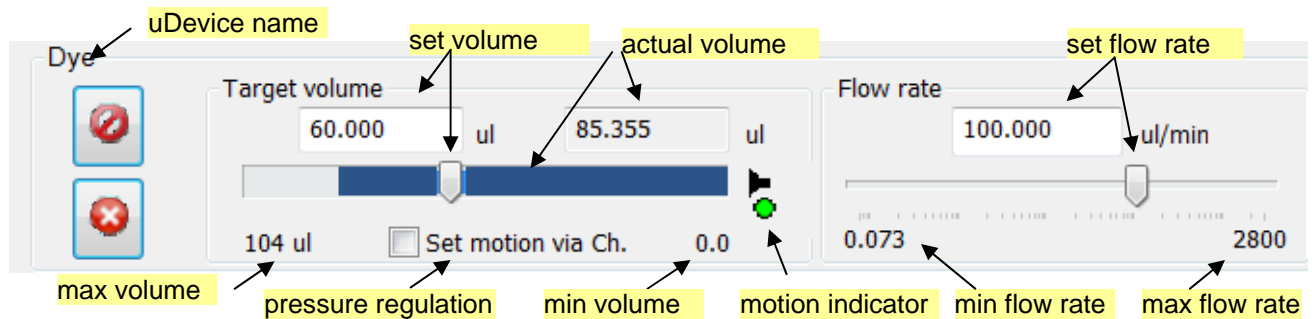 uDevice name
set volume
actual volume
set flow rate
Dye
Target volume
Flow rate
60.000 ul 85.355 ul
100.000 ul/min
104 ul Set motion via Ch. 0.0
0.073 2800
max volume pressure regulation min volume motion indicator min flow rate max flow rate